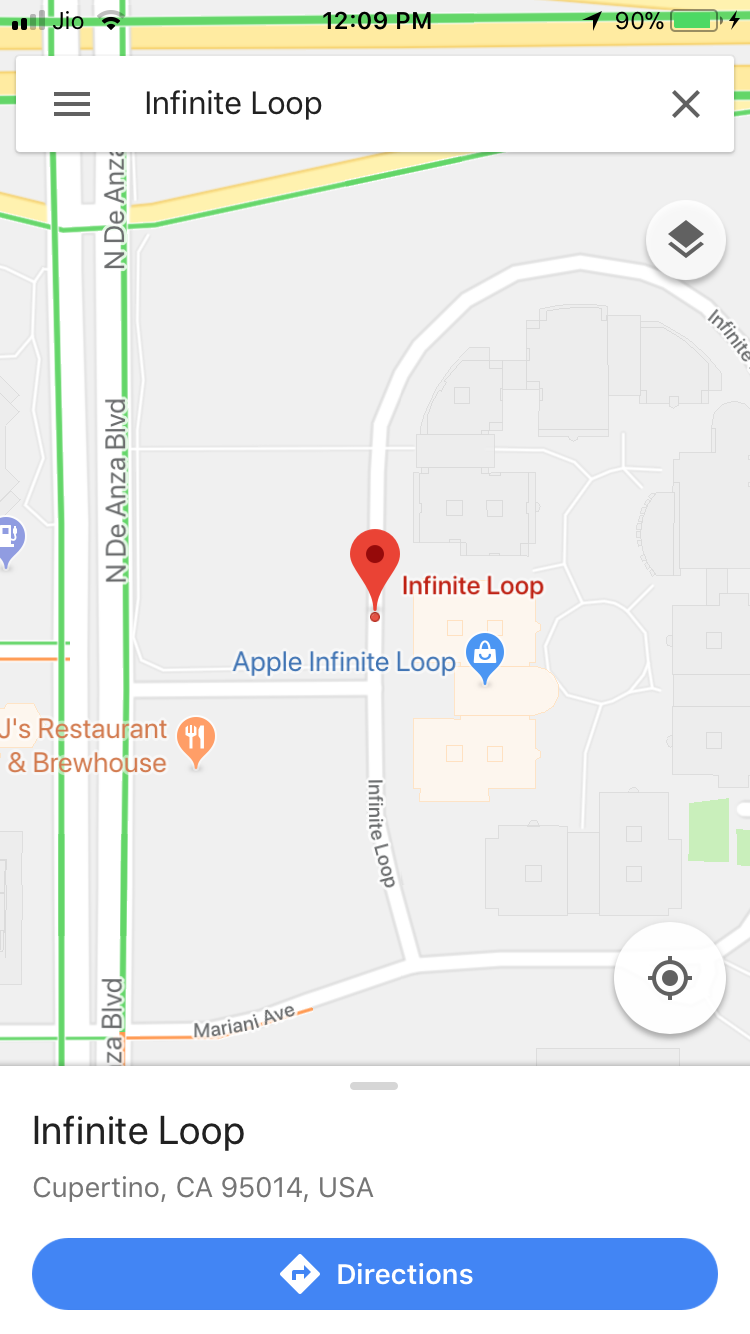 Jio 12:09 PM 90%
Infinite Loop
N De Anza
Infinite
N De Anza Blvd
Infinite Loop
Apple Infinite Loop
J's Restaurant
& Brewhouse
Infinite Loop
za Blvd
Mariani Ave
Infinite Loop
Cupertino, CA 95014, USA
Directions